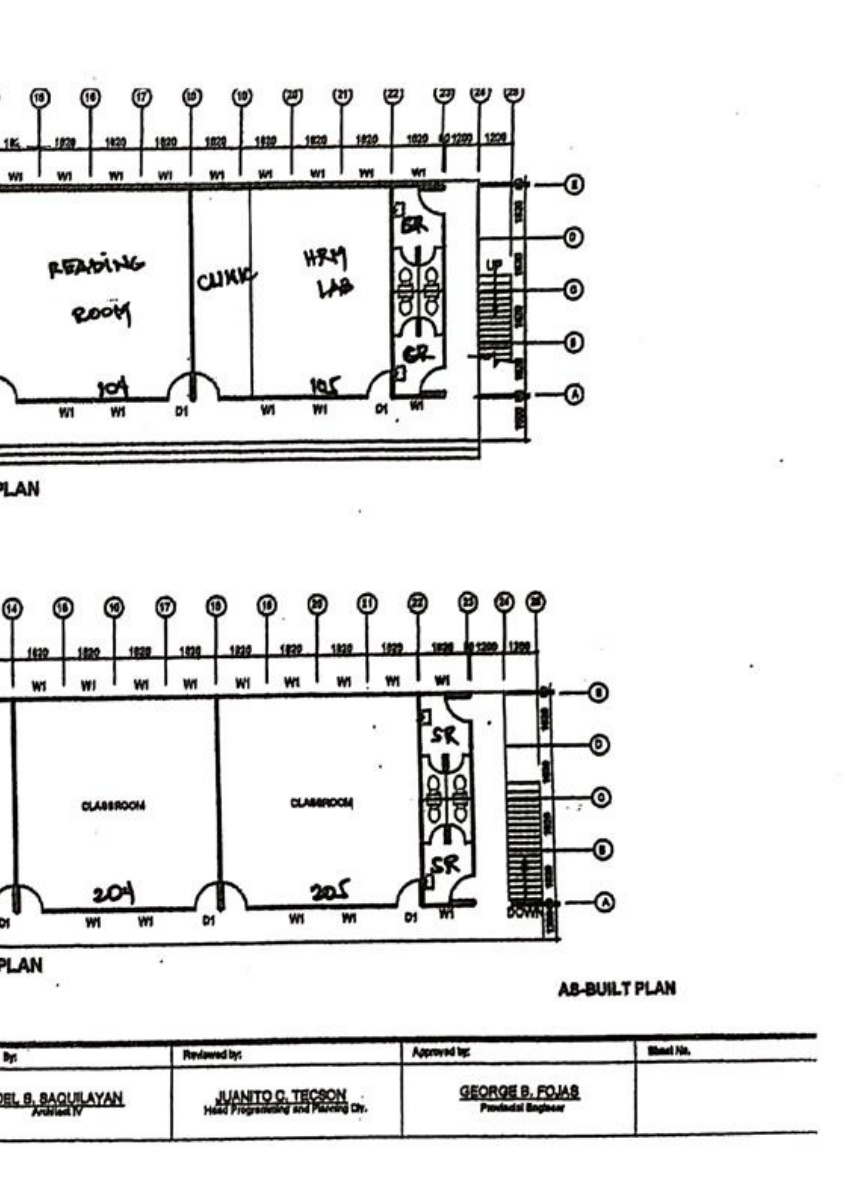 15 16 17 18 19 20 21 22 23 24 25
1820 1820 1820 1820 1820 1820 1820 1820 1200 1200
W1 W1 W1 W1 W1 W1 W1 W1 W1
E
D
READING
ROOM
CLINIC
HRM
LAB
UP
C
B
104
105
A
W1 W1 D1 W1 W1 D1 W1
PLAN
14 15 16 17 18 19 20 21 22 23 24 25
1820 1820 1820 1820 1820 1820 1820 1820 1820 1200 1200
W1 W1 W1 W1 W1 W1 W1 W1 W1
E
SR
D
CLASSROOM CLASSROOM
C
B
SR
204 205
A
D1 W1 W1 D1 W1 W1 D1 W1 DOWN
PLAN
AS-BUILT PLAN
By: Reviewed by: Approved by: Sheet No.
DEL B. SAQUILAYAN JUANITO C. TECSON GEORGE B. FOJAS
Architect IV Head Programming and Planning Div. Provincial Engineer